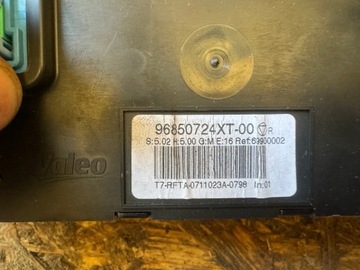 96850724XT-00 R
S:5.02 H:5.00 G:M E:16 Ref:69900002
Valeo
T7-RFTA-0711023A-0798 In:01